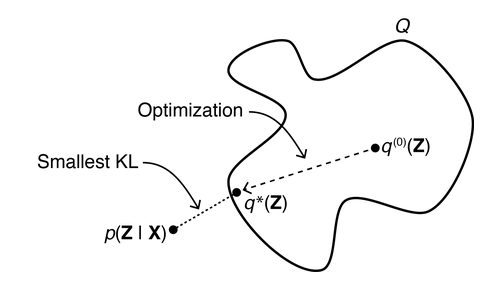 Q
Optimization
q⁽⁰⁾(Z)
Smallest KL
q*(Z)
p(Z | X)